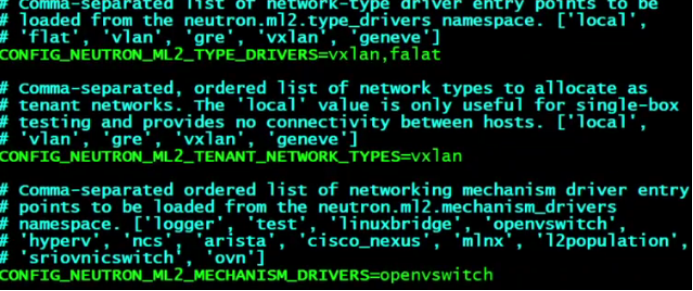 # Comma-separated list of network-type driver entry points to be
# loaded from the neutron.ml2.type_drivers namespace. ['local',
# 'flat', 'vlan', 'gre', 'vxlan', 'geneve']
CONFIG_NEUTRON_ML2_TYPE_DRIVERS=vxlan,falat
# Comma-separated, ordered list of network types to allocate as
# tenant networks. The 'local' value is only useful for single-box
# testing and provides no connectivity between hosts. ['local',
# 'vlan', 'gre', 'vxlan', 'geneve']
CONFIG_NEUTRON_ML2_TENANT_NETWORK_TYPES=vxlan
# Comma-separated ordered list of networking mechanism driver entry
# points to be loaded from the neutron.ml2.mechanism_drivers
# namespace. ['logger', 'test', 'linuxbridge', 'openvswitch',
# 'hyperv', 'ncs', 'arista', 'cisco_nexus', 'mlnx', 'l2population',
# 'sriovnicswitch', 'ovn']
CONFIG_NEUTRON_ML2_MECHANISM_DRIVERS=openvswitch